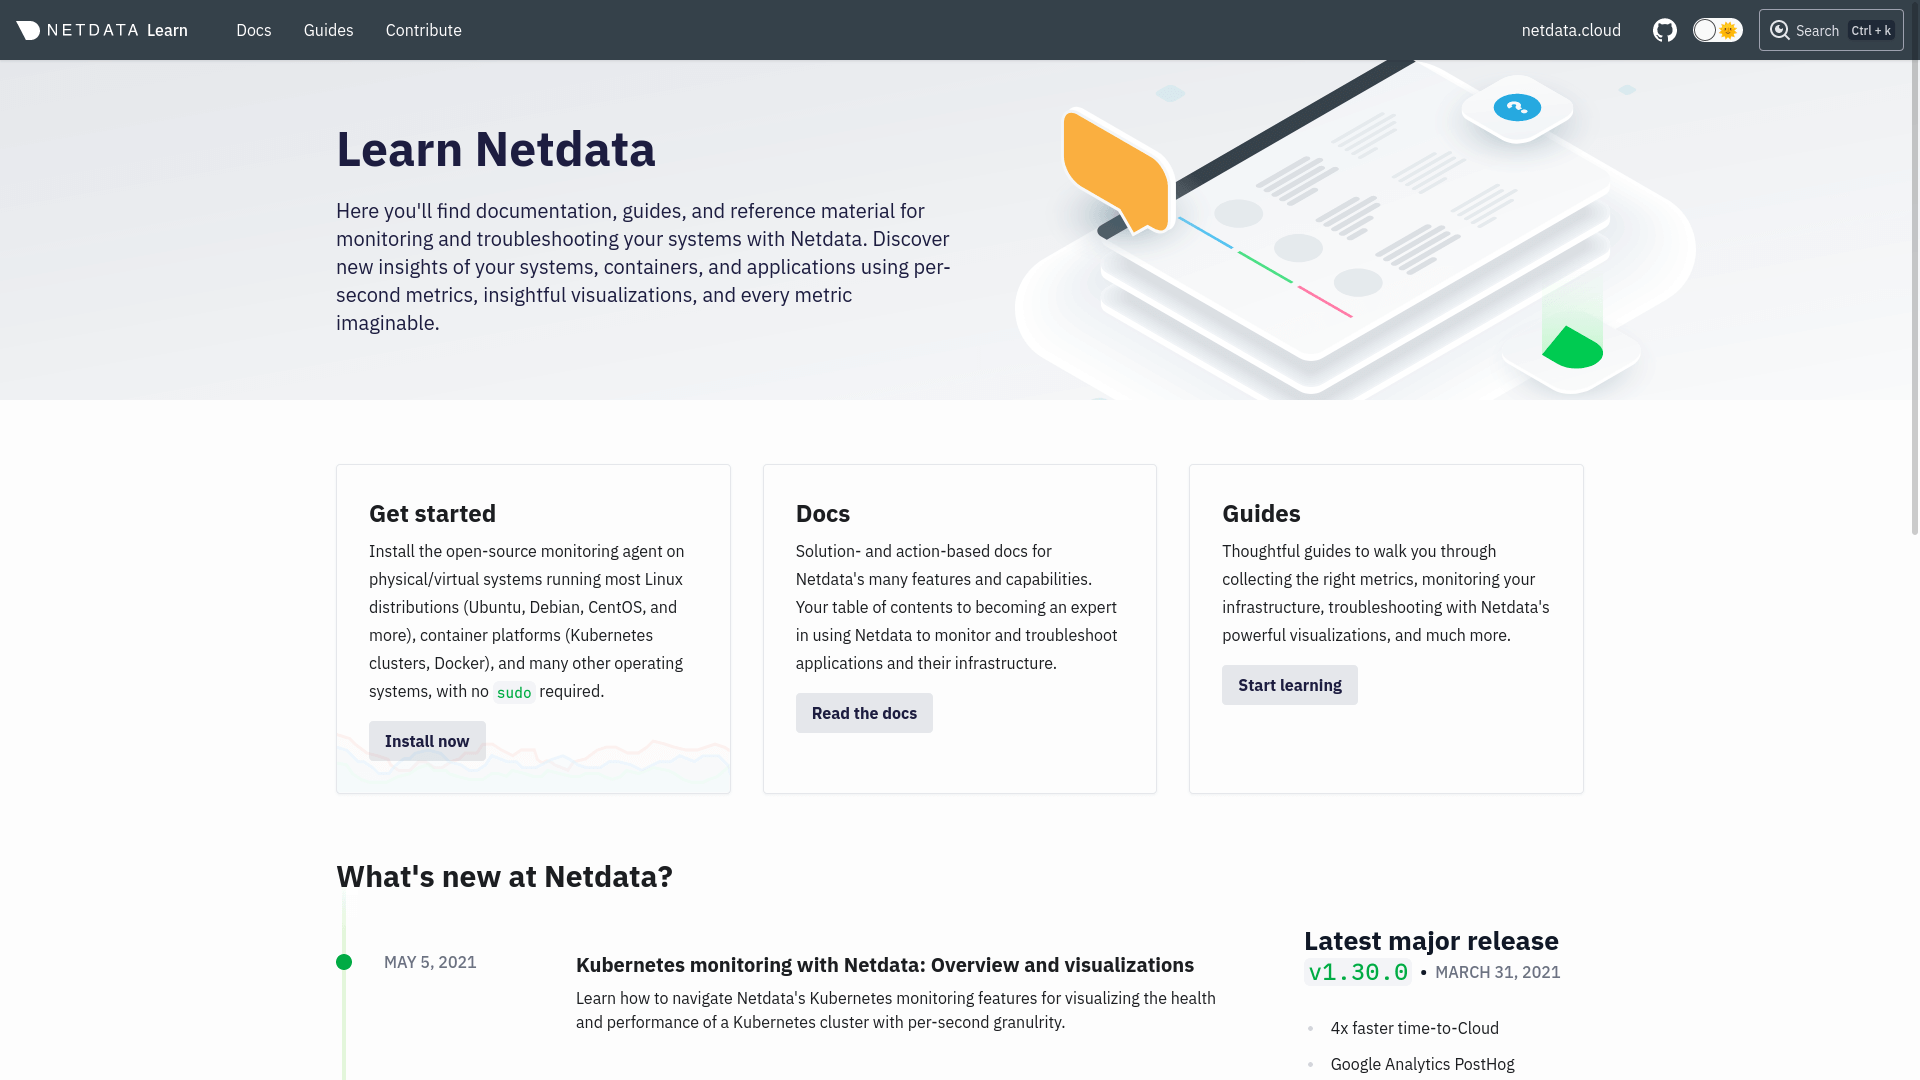 NETDATA Learn
Docs
Guides
Contribute
netdata.cloud
Search
Ctrl + k
Learn Netdata
Here you'll find documentation, guides, and reference material for
monitoring and troubleshooting your systems with Netdata. Discover
new insights of your systems, containers, and applications using per-
second metrics, insightful visualizations, and every metric
imaginable.
Get started
Install the open-source monitoring agent on
physical/virtual systems running most Linux
distributions (Ubuntu, Debian, CentOS, and
more), container platforms (Kubernetes
clusters, Docker), and many other operating
systems, with no sudo required.
Install now
Docs
Solution- and action-based docs for
Netdata's many features and capabilities.
Your table of contents to becoming an expert
in using Netdata to monitor and troubleshoot
applications and their infrastructure.
Read the docs
Guides
Thoughtful guides to walk you through
collecting the right metrics, monitoring your
infrastructure, troubleshooting with Netdata's
powerful visualizations, and much more.
Start learning
What's new at Netdata?
MAY 5, 2021
Kubernetes monitoring with Netdata: Overview and visualizations
Learn how to navigate Netdata's Kubernetes monitoring features for visualizing the health
and performance of a Kubernetes cluster with per-second granulrity.
Latest major release
v1.30.0 • MARCH 31, 2021
4x faster time-to-Cloud
Google Analytics PostHog